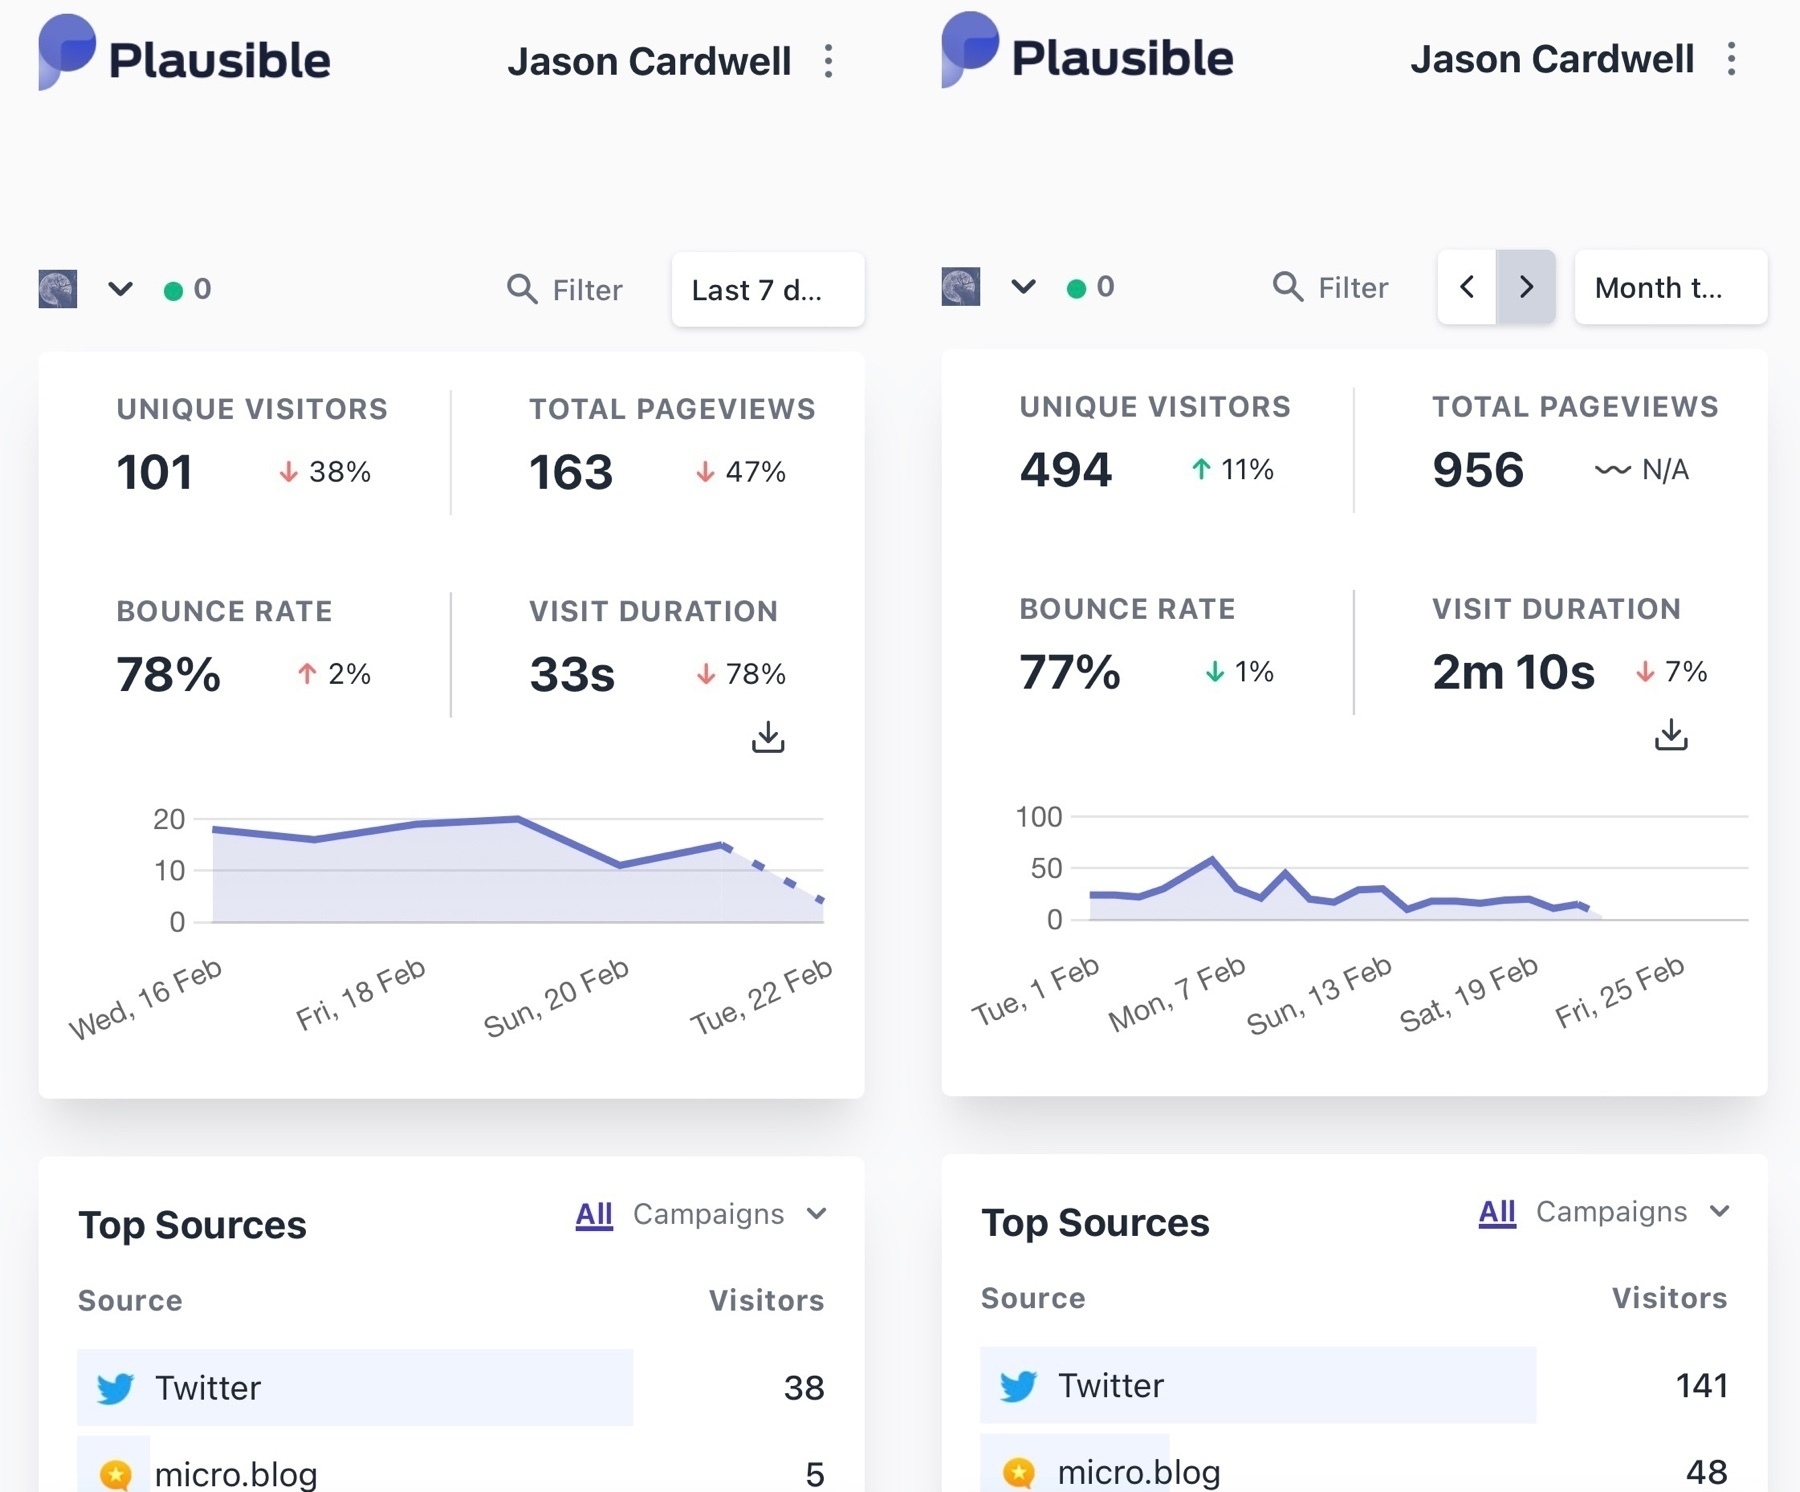 Plausible
Jason Cardwell
0
Filter
Last 7 d...
UNIQUE VISITORS
101
38%
TOTAL PAGEVIEWS
163
47%
BOUNCE RATE
78%
2%
VISIT DURATION
33s
78%
20
10
0
Wed, 16 Feb
Fri, 18 Feb
Sun, 20 Feb
Tue, 22 Feb
Top Sources
All Campaigns
Source Visitors
Twitter 38
micro.blog 5
Plausible
Jason Cardwell
0
Filter
Month t...
UNIQUE VISITORS
494
11%
TOTAL PAGEVIEWS
956
N/A
BOUNCE RATE
77%
1%
VISIT DURATION
2m 10s
7%
100
50
0
Tue, 1 Feb
Mon, 7 Feb
Sun, 13 Feb
Sat, 19 Feb
Fri, 25 Feb
Top Sources
All Campaigns
Source Visitors
Twitter 141
micro.blog 48